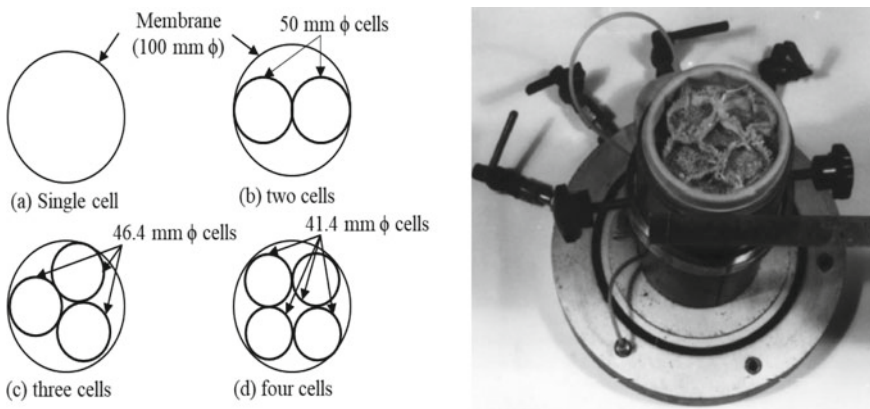 Membrane
(100 mm ϕ)
50 mm ϕ cells
(a) Single cell
(b) two cells
46.4 mm ϕ cells
41.4 mm ϕ cells
(c) three cells
(d) four cells